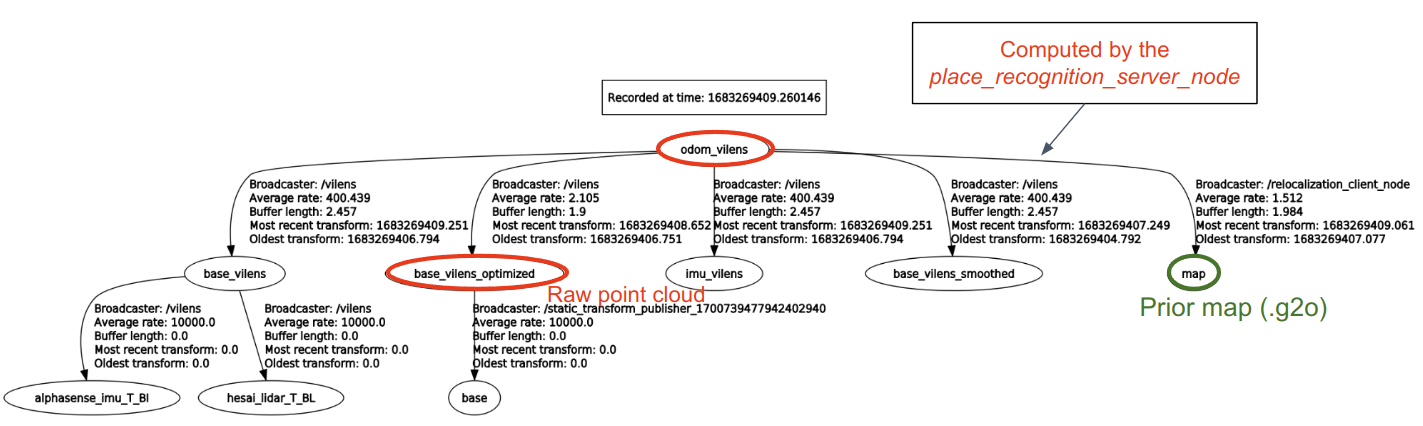 Computed by the
place_recognition_server_node
Recorded at time: 1683269409.260146
odom_vilens
Broadcaster: /vilens
Average rate: 400.439
Buffer length: 2.457
Most recent transform: 1683269409.251
Oldest transform: 1683269406.794
Broadcaster: /vilens
Average rate: 2.105
Buffer length: 1.9
Most recent transform: 1683269408.652
Oldest transform: 1683269406.751
Broadcaster: /vilens
Average rate: 400.439
Buffer length: 2.457
Most recent transform: 1683269409.251
Oldest transform: 1683269406.794
Broadcaster: /vilens
Average rate: 400.439
Buffer length: 2.457
Most recent transform: 1683269407.249
Oldest transform: 1683269404.792
Broadcaster: /relocalization_client_node
Average rate: 1.512
Buffer length: 1.984
Most recent transform: 1683269409.061
Oldest transform: 1683269407.077
base_vilens
base_vilens_optimized
imu_vilens
base_vilens_smoothed
map
Raw point cloud
Prior map (.g2o)
Broadcaster: /vilens
Average rate: 10000.0
Buffer length: 0.0
Most recent transform: 0.0
Oldest transform: 0.0
Broadcaster: /vilens
Average rate: 10000.0
Buffer length: 0.0
Most recent transform: 0.0
Oldest transform: 0.0
Broadcaster: /static_transform_publisher_1700739477942402940
Average rate: 10000.0
Buffer length: 0.0
Most recent transform: 0.0
Oldest transform: 0.0
alphasense_imu_T_BI
hesai_lidar_T_BL
base